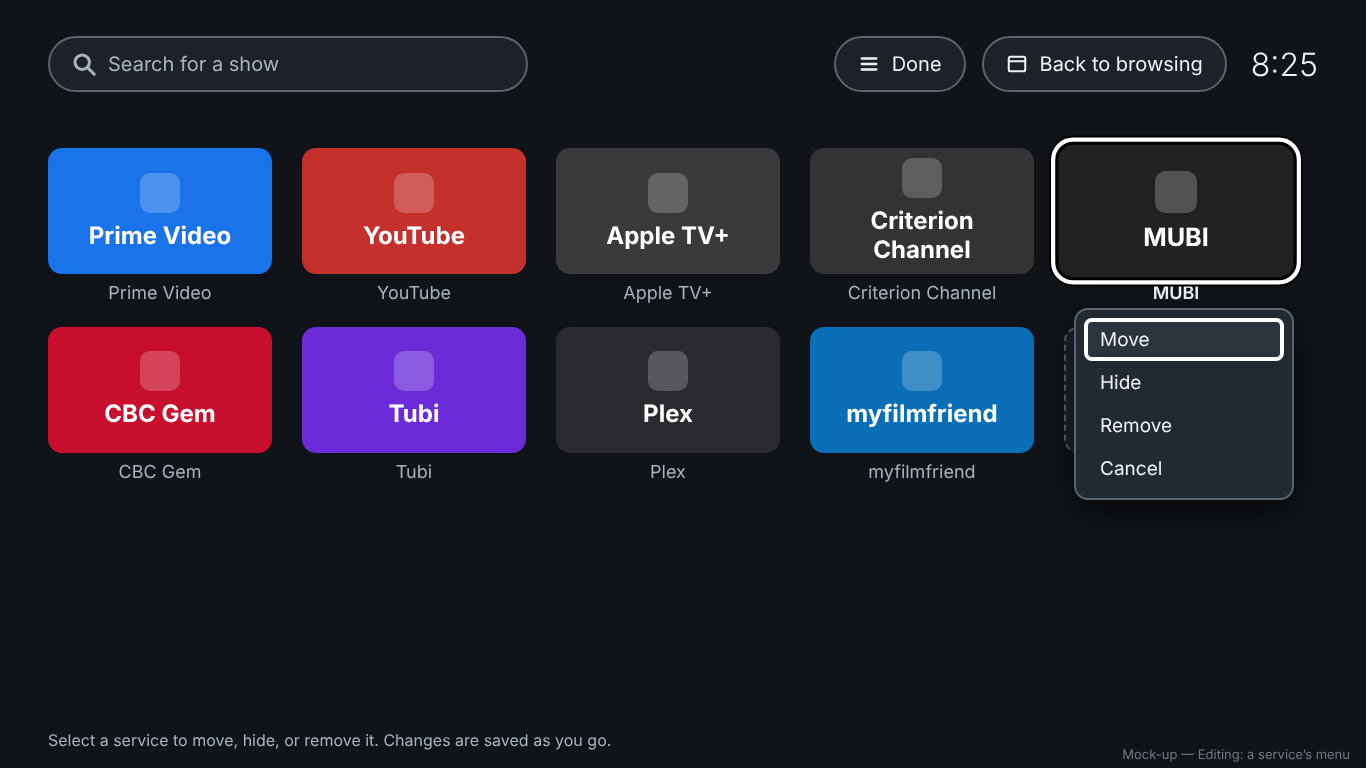 Search for a show
Done
Back to browsing
8:25
Prime Video
YouTube
Apple TV+
Criterion
Channel
MUBI
Prime Video
YouTube
Apple TV+
Criterion Channel
MUBI
CBC Gem
Tubi
Plex
myfilmfriend
CBC Gem
Tubi
Plex
myfilmfriend
Move
Hide
Remove
Cancel
Select a service to move, hide, or remove it. Changes are saved as you go.
Mock-up — Editing: a service’s menu